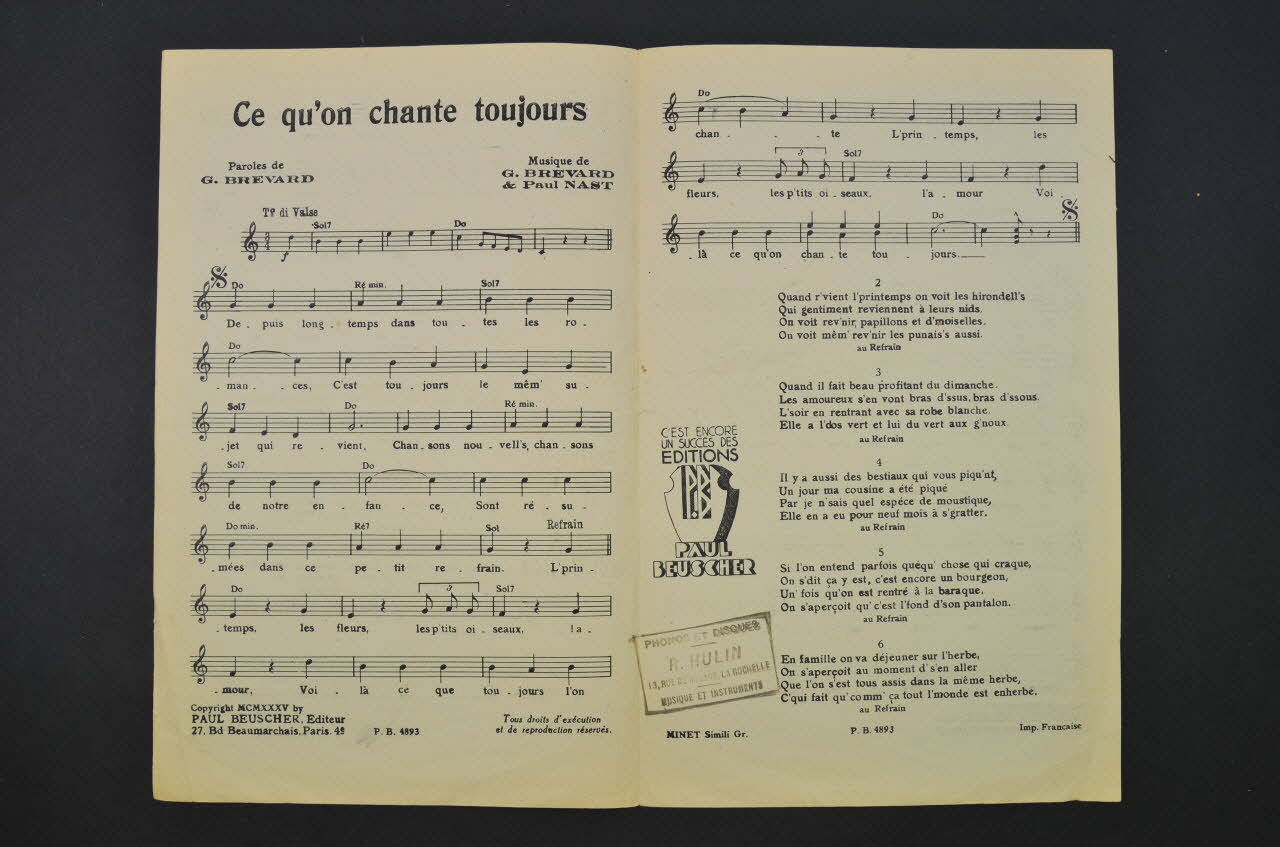 Ce qu'on chante toujours
Paroles de
G. BREVARD
Musique de
G. BREVARD
& Paul NAST
Tº di Valse
Sol7 Do
f
Do Ré min. Sol7
De - puis long - temps dans tou - tes les ro -
Do
- man - ces, C'est tou - jours le mêm' su -
Sol7 Do Ré min.
- jet qui re - vient, Chan - sons nou - vell's, chan - sons
Sol7 Do
de notre en - fan - ce, Sont ré - su -
Do min. Ré7 Sol Refrain
- mées dans ce pe - tit re - frain. L'prin -
Do 3 Sol7
- temps, les fleurs, les p'tits oi - seaux, l'a -
- mour, Voi - là ce que tou - jours l'on
Copyright MCMXXXV by
PAUL BEUSCHER, Editeur
27, Bd Beaumarchais, Paris. 4º
P. B. 4893
Tous droits d'exécution
et de reproduction réservés.
Do
chan - te L'prin - temps, les
3 Sol7
fleurs, les p'tits oi - seaux, l'a - mour Voi -
Do
- là ce qu'on chan - te tou - jours.
2
Quand r'vient l'printemps on voit les hirondell's
Qui gentiment reviennent à leurs nids.
On voit rev'nir, papillons et d'moiselles.
On voit mêm' rev'nir les punais's aussi.
au Refrain
3
Quand il fait beau profitant du dimanche.
Les amoureux s'en vont bras d'ssus, bras d'ssous.
L'soir en rentrant avec sa robe blanche.
Elle a l'dos vert et lui du vert aux g'noux.
au Refrain
4
Il y a aussi des bestiaux qui vous piqu'nt,
Un jour ma cousine a été piqué
Par je n'sais quel espéce de moustique,
Elle en a eu pour neuf mois à s'gratter.
au Refrain
5
Si l'on entend parfois quéqu' chose qui craque,
On s'dit ça y est, c'est encore un bourgeon,
Un' fois qu'on est rentré à la baraque,
On s'aperçoit qu' c'est l'fond d'son pantalon.
au Refrain
6
En famille on va déjeuner sur l'herbe,
On s'aperçoit au moment d's'en aller
Que l'on s'est tous assis dans la même herbe,
C'qui fait qu'comm' ça tout l'monde est enherbé.
au Refrain
C'EST ENCORE
UN SUCCÈS DES
EDITIONS
P.B
PAUL
BEUSCHER
PHONOS ET DISQUES
R. HULIN
13, RUE LA ROCHELLE
MUSIQUE ET INSTRUMENTS
MINET Simili Gr.
P. B. 4893
Imp. Francaise